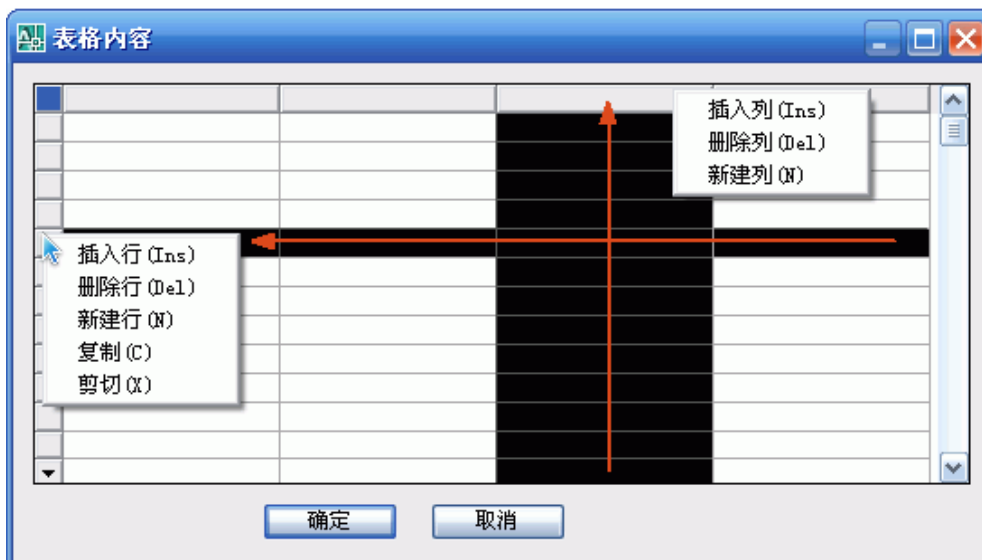 表格内容
插入列(Ins)
删除列(Del)
新建列(N)
插入行(Ins)
删除行(Del)
新建行(N)
复制(C)
剪切(X)
确定
取消